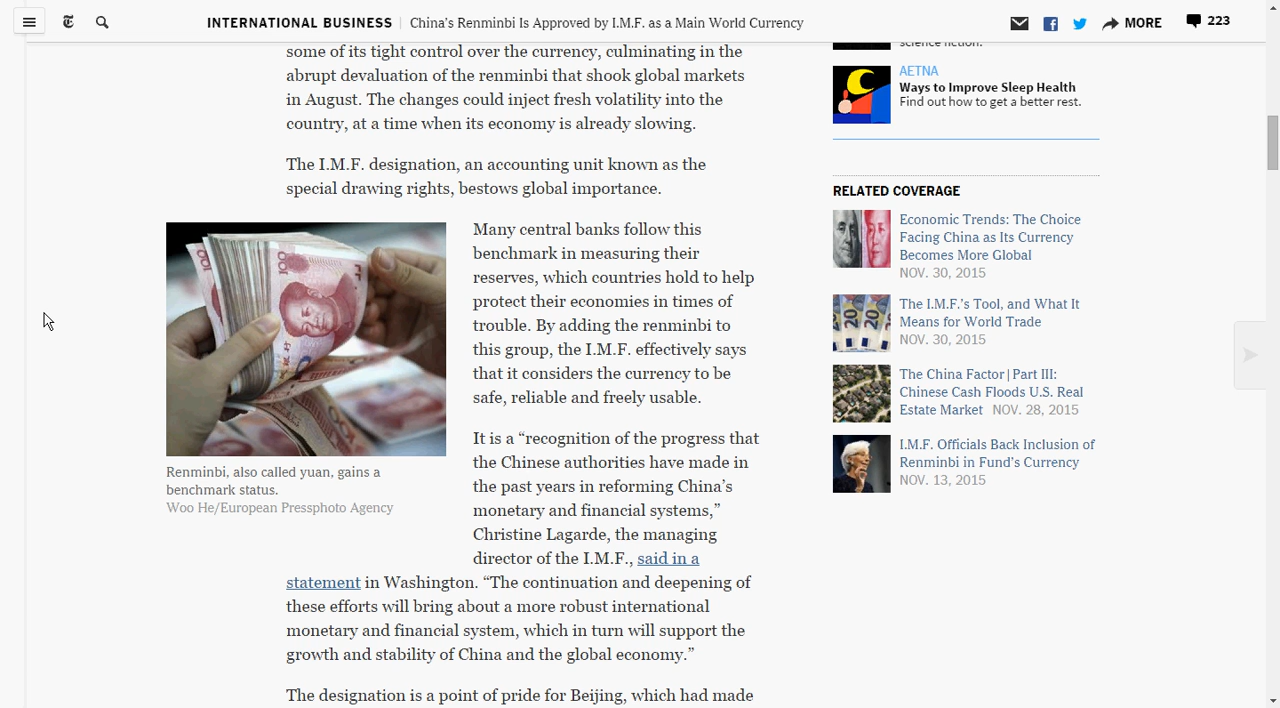 INTERNATIONAL BUSINESS | China's Renminbi Is Approved by I.M.F. as a Main World Currency
MORE
223
some of its tight control over the currency, culminating in the
abrupt devaluation of the renminbi that shook global markets
in August. The changes could inject fresh volatility into the
country, at a time when its economy is already slowing.
The I.M.F. designation, an accounting unit known as the
special drawing rights, bestows global importance.
100
Renminbi, also called yuan, gains a
benchmark status.
Woo He/European Pressphoto Agency
Many central banks follow this
benchmark in measuring their
reserves, which countries hold to help
protect their economies in times of
trouble. By adding the renminbi to
this group, the I.M.F. effectively says
that it considers the currency to be
safe, reliable and freely usable.
It is a “recognition of the progress that
the Chinese authorities have made in
the past years in reforming China’s
monetary and financial systems,”
Christine Lagarde, the managing
director of the I.M.F., said in a
statement in Washington. “The continuation and deepening of
these efforts will bring about a more robust international
monetary and financial system, which in turn will support the
growth and stability of China and the global economy.”
The designation is a point of pride for Beijing, which had made
science fiction.
AETNA
Ways to Improve Sleep Health
Find out how to get a better rest.
RELATED COVERAGE
Economic Trends: The Choice
Facing China as Its Currency
Becomes More Global
NOV. 30, 2015
20
The I.M.F.’s Tool, and What It
Means for World Trade
NOV. 30, 2015
The China Factor | Part III:
Chinese Cash Floods U.S. Real
Estate Market NOV. 28, 2015
I.M.F. Officials Back Inclusion of
Renminbi in Fund’s Currency
NOV. 13, 2015